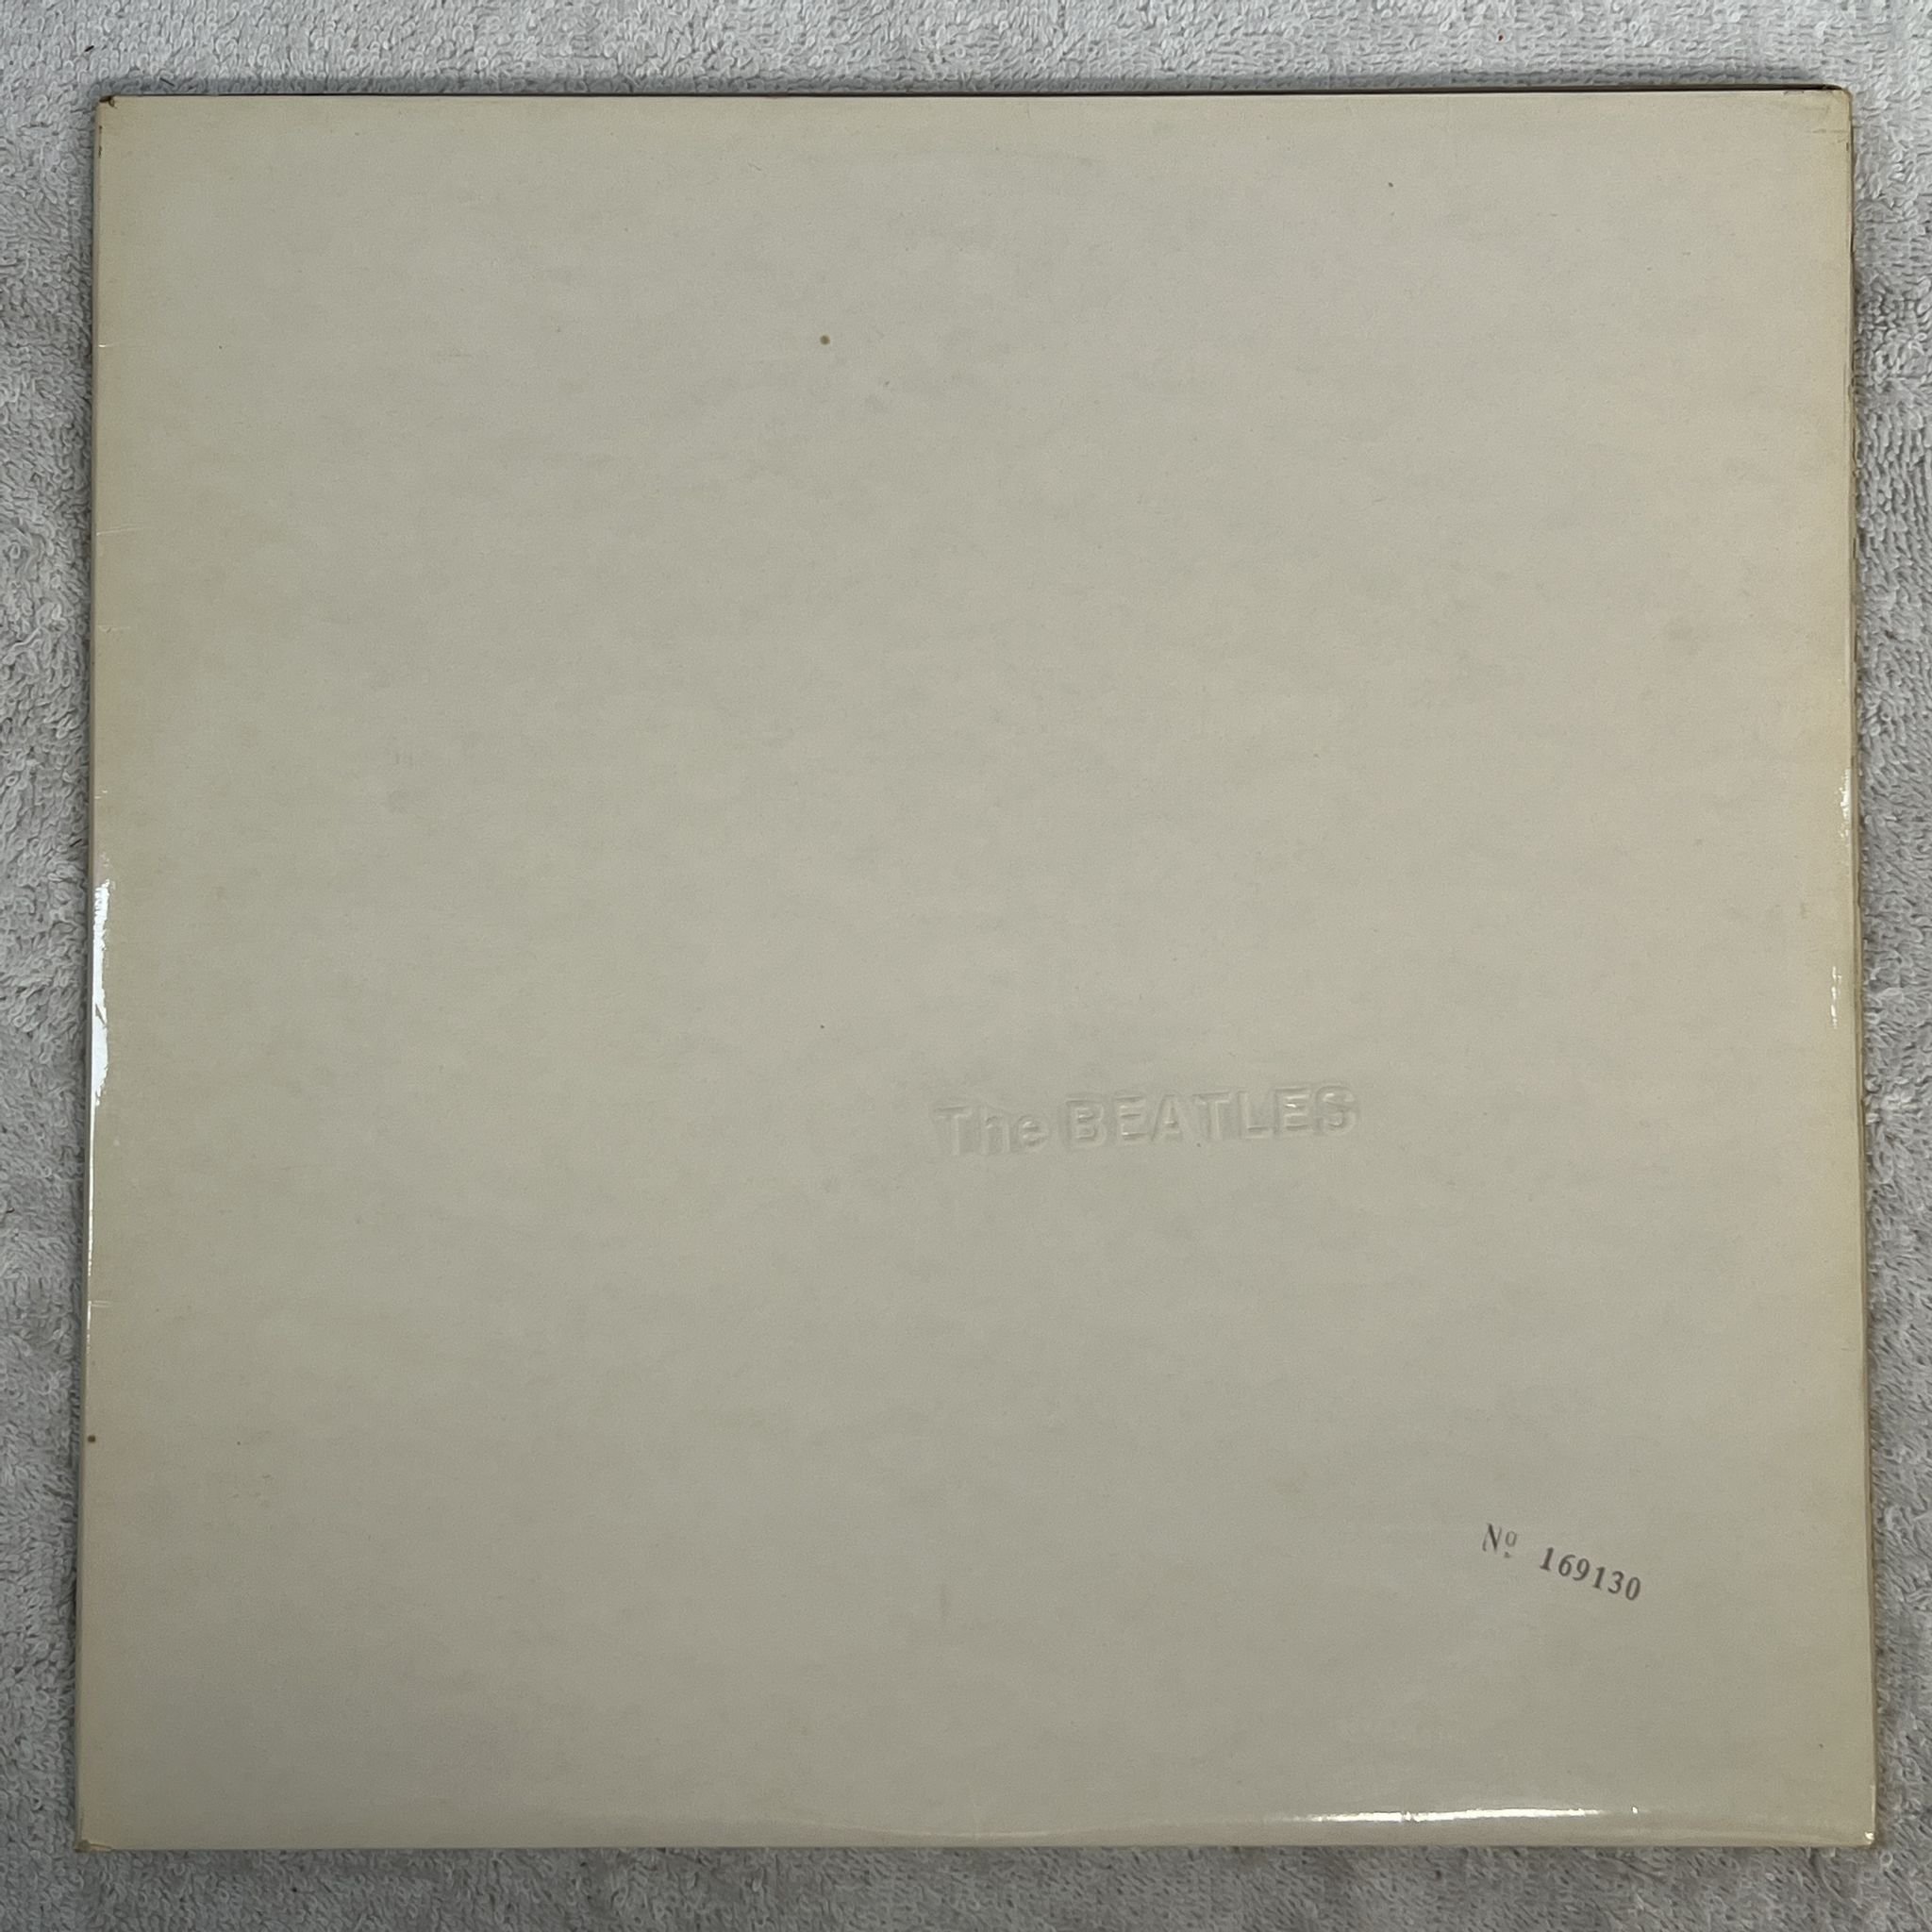 The BEATLES
Nº 169130